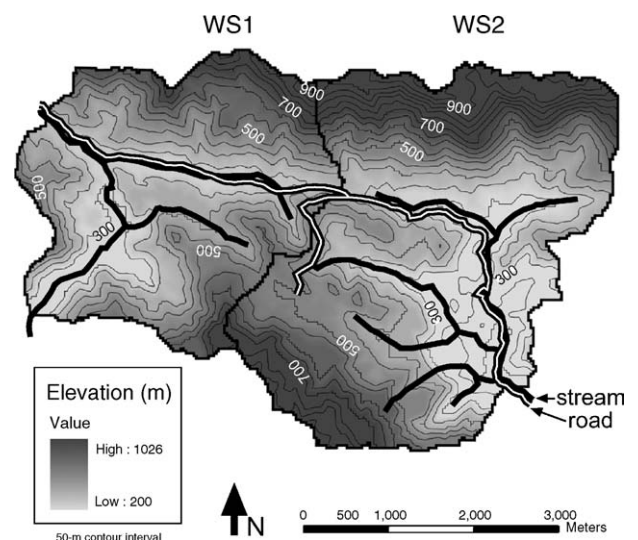 WS1 WS2
900
700
500
900
700
500
500
300
500
300
300
500
700
stream
road
Elevation (m)
Value
High : 1026
Low : 200
50-m contour interval
N
0 500 1,000 2,000 3,000
Meters